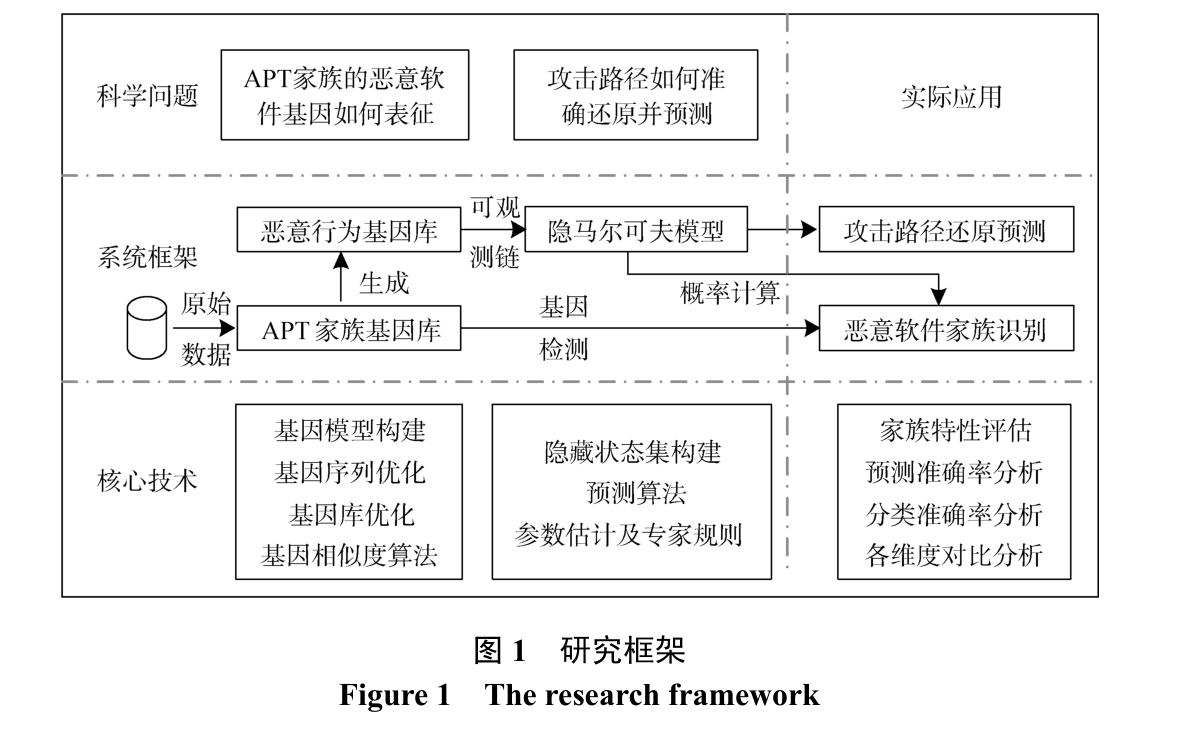 科学问题
APT家族的恶意软
件基因如何表征
攻击路径如何准
确还原并预测
实际应用
系统框架
恶意行为基因库
可观
测链
隐马尔可夫模型
攻击路径还原预测
生成
概率计算
原始
数据
APT 家族基因库
基因
检测
恶意软件家族识别
核心技术
基因模型构建
基因序列优化
基因库优化
基因相似度算法
隐藏状态集构建
预测算法
参数估计及专家规则
家族特性评估
预测准确率分析
分类准确率分析
各维度对比分析
图 1 研究框架
Figure 1 The research framework